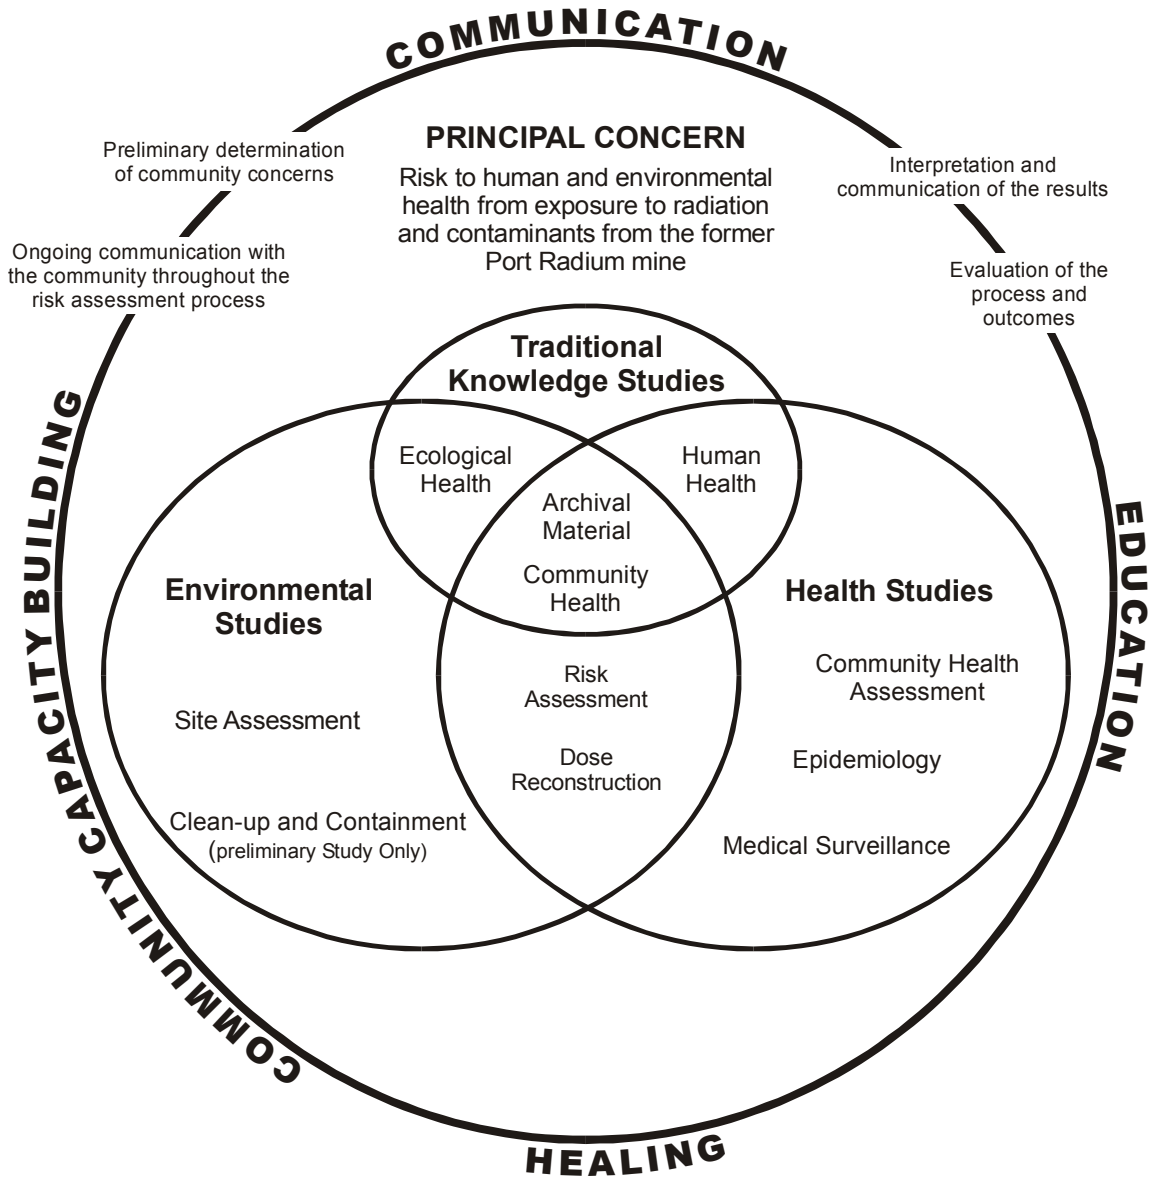 COMMUNICATION
PRINCIPAL CONCERN
Risk to human and environmental
health from exposure to radiation
and contaminants from the former
Port Radium mine
Preliminary determination
of community concerns
Ongoing communication with
the community throughout the
risk assessment process
Interpretation and
communication of the results
Evaluation of the
process and
outcomes
Traditional
Knowledge Studies
Ecological
Health
Human
Health
Archival
Material
Community
Health
Environmental
Studies
Site Assessment
Clean-up and Containment
(preliminary Study Only)
Risk
Assessment
Dose
Reconstruction
Health Studies
Community Health
Assessment
Epidemiology
Medical Surveillance
COMMUNITY CAPACITY BUILDING
EDUCATION
HEALING